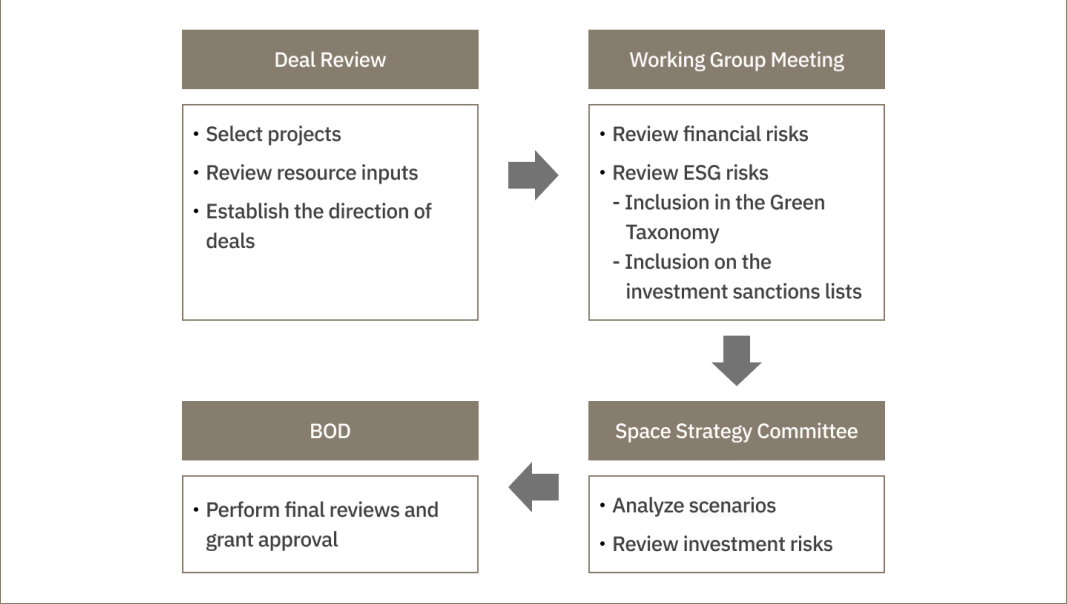 Deal Review
• Select projects
• Review resource inputs
• Establish the direction of
deals
Working Group Meeting
• Review financial risks
• Review ESG risks
- Inclusion in the Green
Taxonomy
- Inclusion on the
investment sanctions lists
Space Strategy Committee
• Analyze scenarios
• Review investment risks
BOD
• Perform final reviews and
grant approval